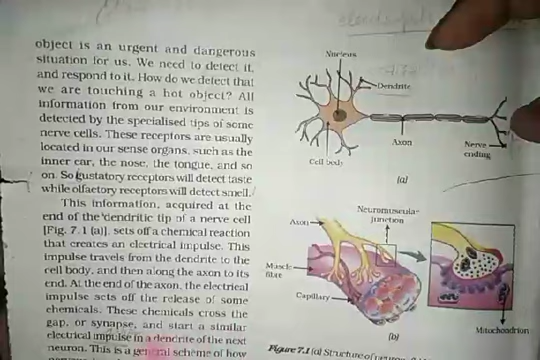 object is an urgent and dangerous
situation for us. We need to detect it,
and respond to it. How do we detect that
we are touching a hot object? All
information from our environment is
detected by the specialised tips of some
nerve cells. These receptors are usually
located in our sense organs, such as the
inner ear, the nose, the tongue, and so
on. So gustatory receptors will detect taste
while olfactory receptors will detect smell.
This information, acquired at the
end of the dendritic tip of a nerve cell
[Fig. 7.1 (a)], sets off a chemical reaction
that creates an electrical impulse. This
impulse travels from the dendrite to the
cell body, and then along the axon to its
end. At the end of the axon, the electrical
impulse sets off the release of some
chemicals. These chemicals cross the
gap, or synapse, and start a similar
electrical impulse in a dendrite of the next
neuron. This is a general scheme of how
Nucleus
Dendrite
Axon
Nerve
ending
Cell body
(a)
Neuromuscular
junction
Axon
Muscle
fibre
Capillary
Mitochondrion
(b)
Figure 7.1 (a) Structure of neuron,